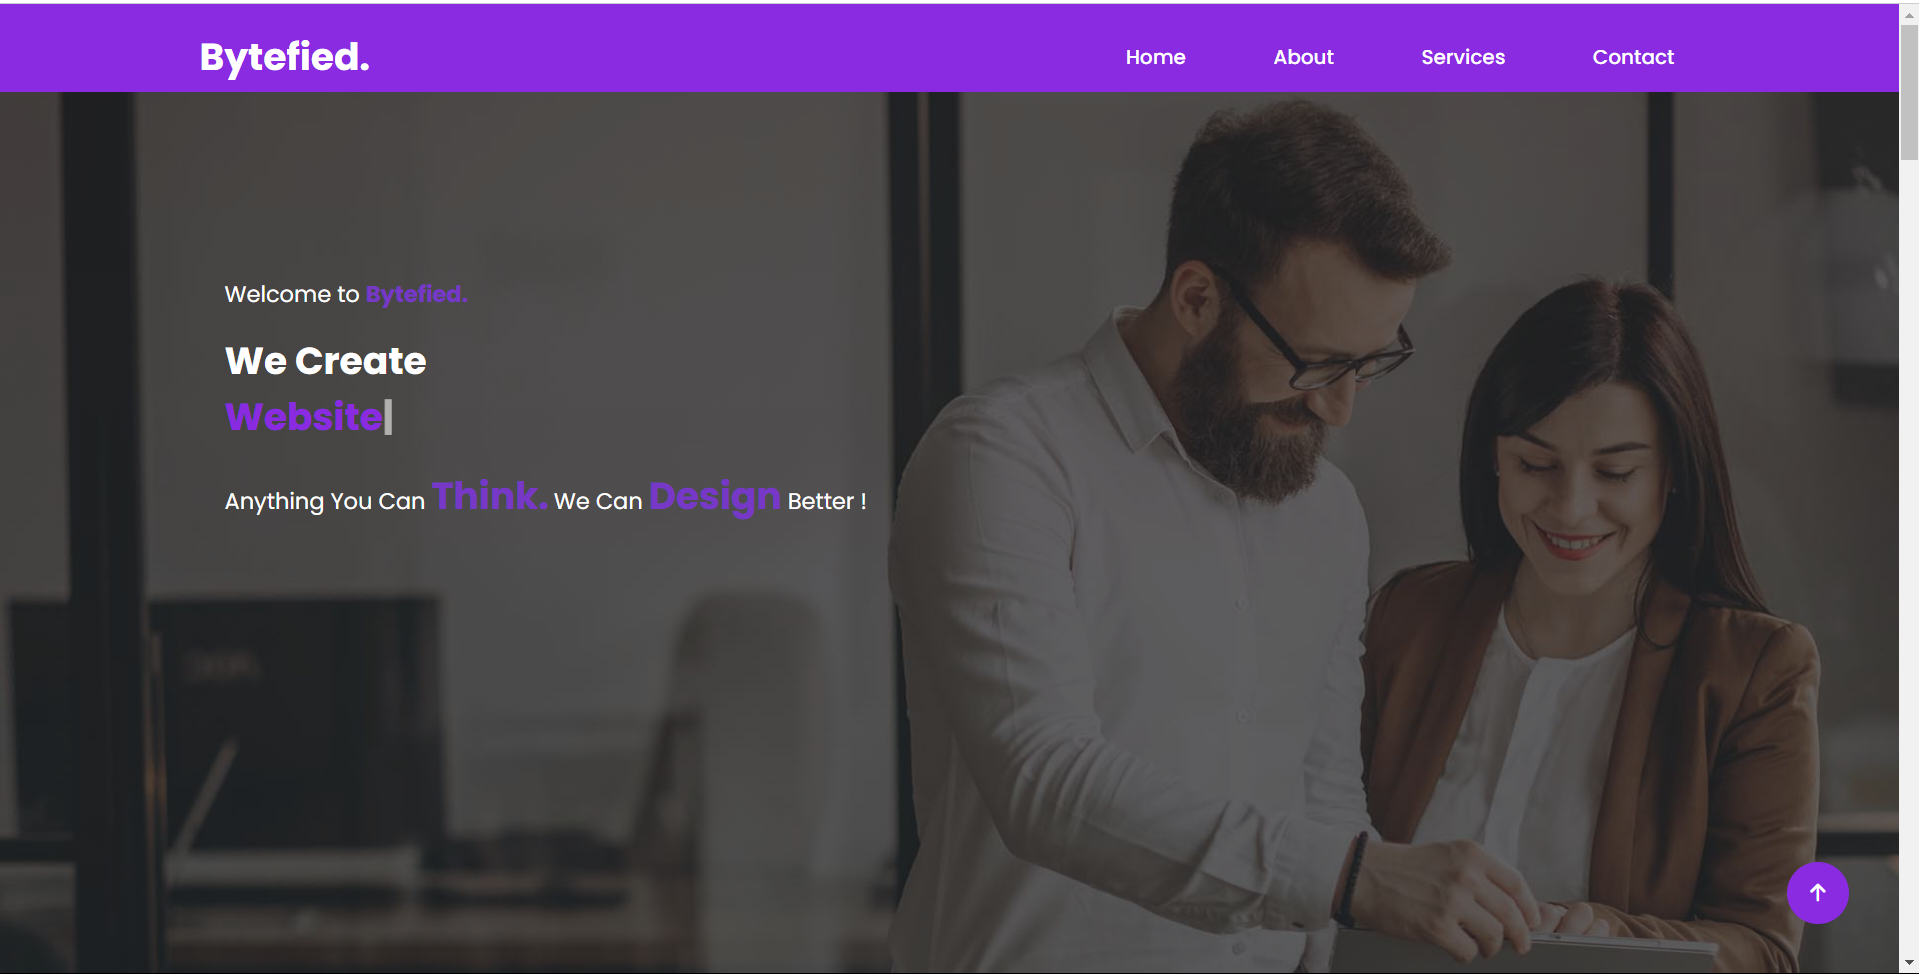 Bytefied.
Home About Services Contact
Welcome to Bytefied.
We Create
Website
Anything You Can Think. We Can Design Better !